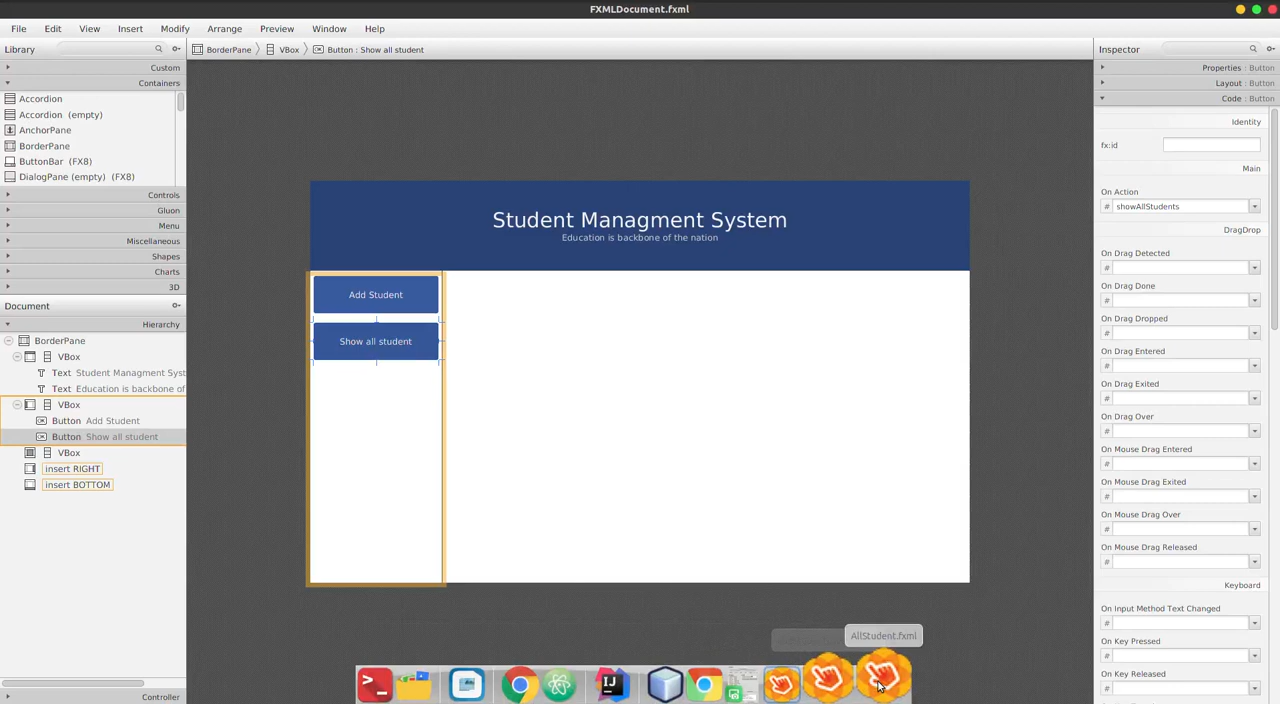 FXMLDocument.fxml
File Edit View Insert Modify Arrange Preview Window Help
Library
BorderPane VBox Button : Show all student
Inspector
Custom
Containers
Accordion
Accordion (empty)
AnchorPane
BorderPane
ButtonBar (FX8)
DialogPane (empty) (FX8)
Controls
Gluon
Menu
Miscellaneous
Shapes
Charts
3D
Document
Hierarchy
BorderPane
VBox
Text Student Managment Syst
Text Education is backbone of
VBox
Button Add Student
Button Show all student
VBox
insert RIGHT
insert BOTTOM
Controller
Student Managment System
Education is backbone of the nation
Add Student
Show all student
AllStudent.fxml
Properties : Button
Layout : Button
Code : Button
Identity
fx:id
Main
On Action
# showAllStudents
DragDrop
On Drag Detected
#
On Drag Done
#
On Drag Dropped
#
On Drag Entered
#
On Drag Exited
#
On Drag Over
#
On Mouse Drag Entered
#
On Mouse Drag Exited
#
On Mouse Drag Over
#
On Mouse Drag Released
#
Keyboard
On Input Method Text Changed
#
On Key Pressed
#
On Key Released
#
IJ